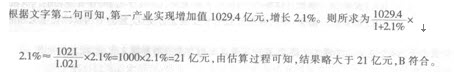 根据文字第二句可知,第一产业实现增加值 1029.4 亿元,增长 2.1%。则所求为 1029.4/1+2.1% × ↓
2.1%≈ 1021/1.021 ×2.1%=1000×2.1%=21 亿元,由估算过程可知,结果略大于 21 亿元,B 符合。